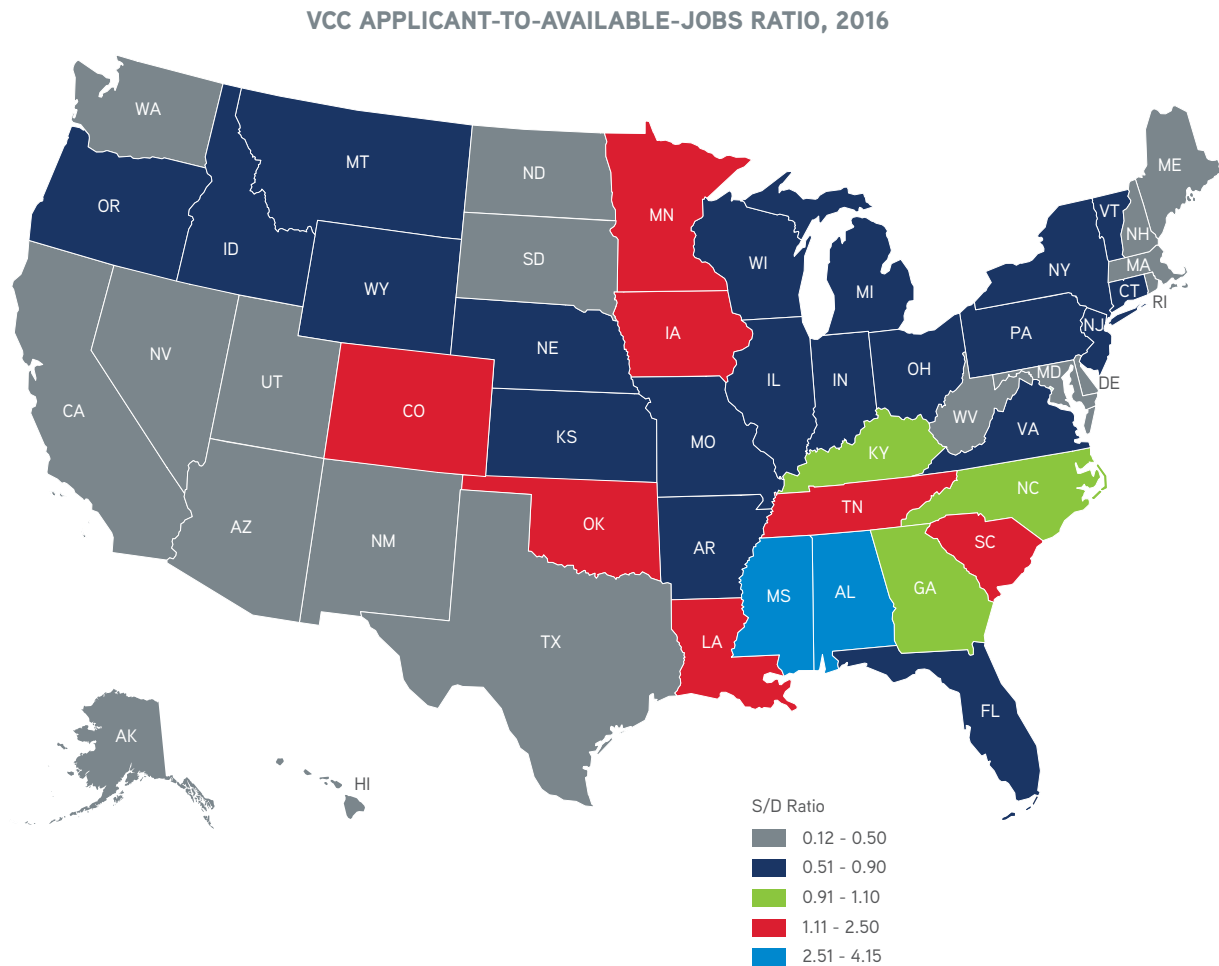 VCC APPLICANT-TO-AVAILABLE-JOBS RATIO, 2016
WA
MT
ND
MN
ME
OR
ID
SD
WI
VT
NH
WY
MI
NY
MA
CT
RI
NV
NE
IA
PA
NJ
UT
CO
IL
IN
OH
MD
DE
CA
KS
MO
WV
VA
KY
NC
AZ
NM
OK
AR
TN
SC
MS
AL
GA
TX
LA
FL
AK
HI
S/D Ratio
0.12 - 0.50
0.51 - 0.90
0.91 - 1.10
1.11 - 2.50
2.51 - 4.15